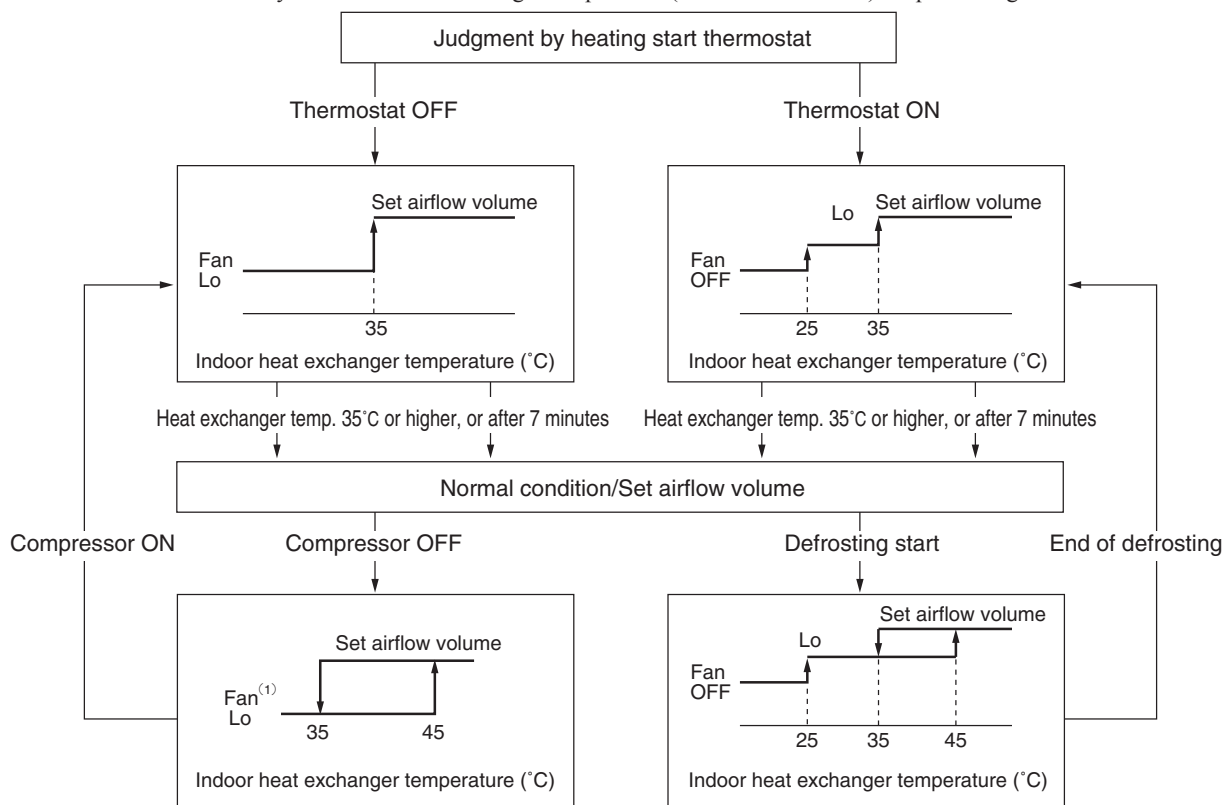 Judgment by heating start thermostat
Thermostat OFF
Thermostat ON
Set airflow volume
Fan
Lo
35
Indoor heat exchanger temperature (˚C)
Set airflow volume
Lo
Fan
OFF
25 35
Indoor heat exchanger temperature (˚C)
Heat exchanger temp. 35˚C or higher, or after 7 minutes
Heat exchanger temp. 35˚C or higher, or after 7 minutes
Normal condition/Set airflow volume
Compressor ON
Compressor OFF
Defrosting start
End of defrosting
Set airflow volume
Fan(1)
Lo
35 45
Indoor heat exchanger temperature (˚C)
Set airflow volume
Lo
Fan
OFF
25 35 45
Indoor heat exchanger temperature (˚C)